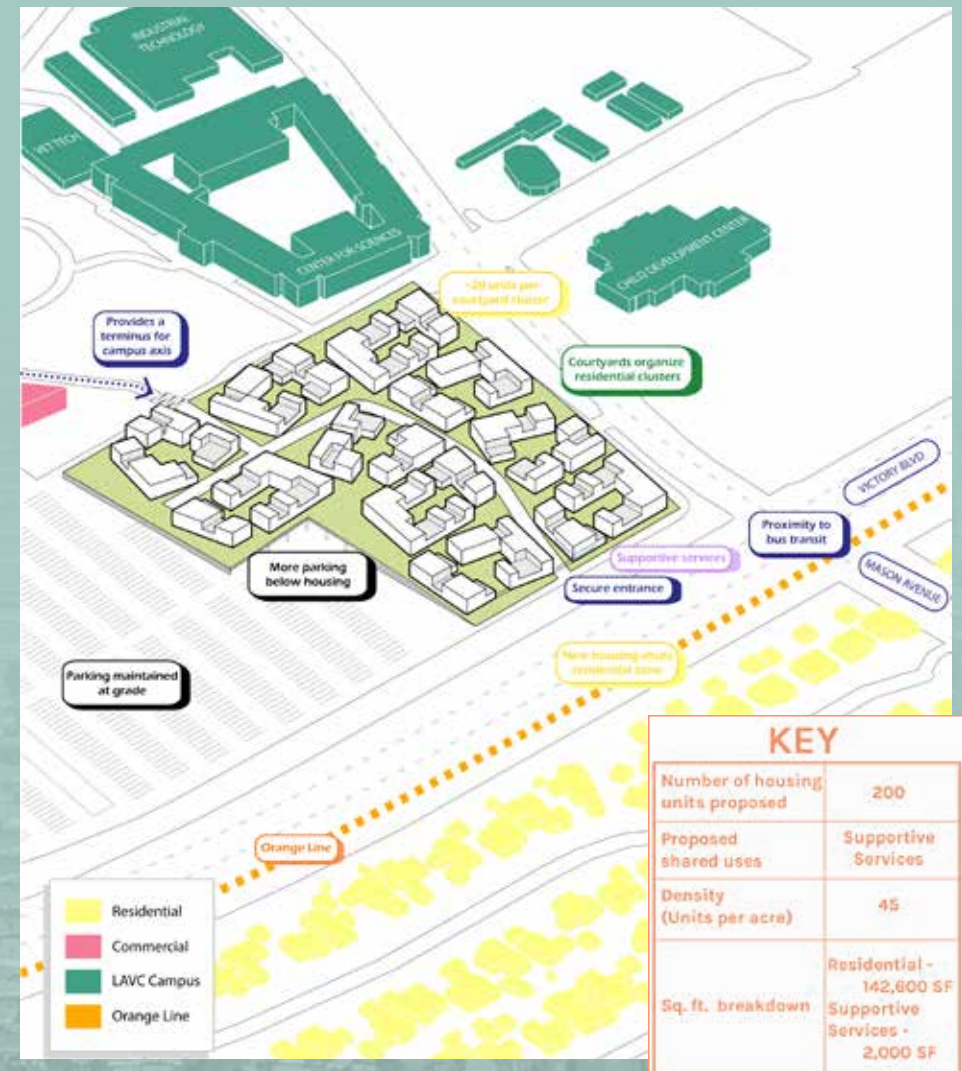 INDUSTRIAL
TECHNOLOGY
VET TECH
CENTER FOR SCIENCES
CHILD DEVELOPMENT CENTER
~20 units per
courtyard cluster
Provides a
terminus for
campus axis
Courtyards organize
residential clusters
VICTORY BLVD
Proximity to
bus transit
Supportive services
MASON AVENUE
More parking
below housing
Secure entrance
New housing
residential zone
Parking maintained
at grade
Orange Line
Residential
Commercial
LAVC Campus
Orange Line
KEY
Number of housing
units proposed
200
Proposed
shared uses
Supportive
Services
Density
(Units per acre)
45
Sq. ft. breakdown
Residential -
142,600 SF
Supportive
Services -
2,000 SF